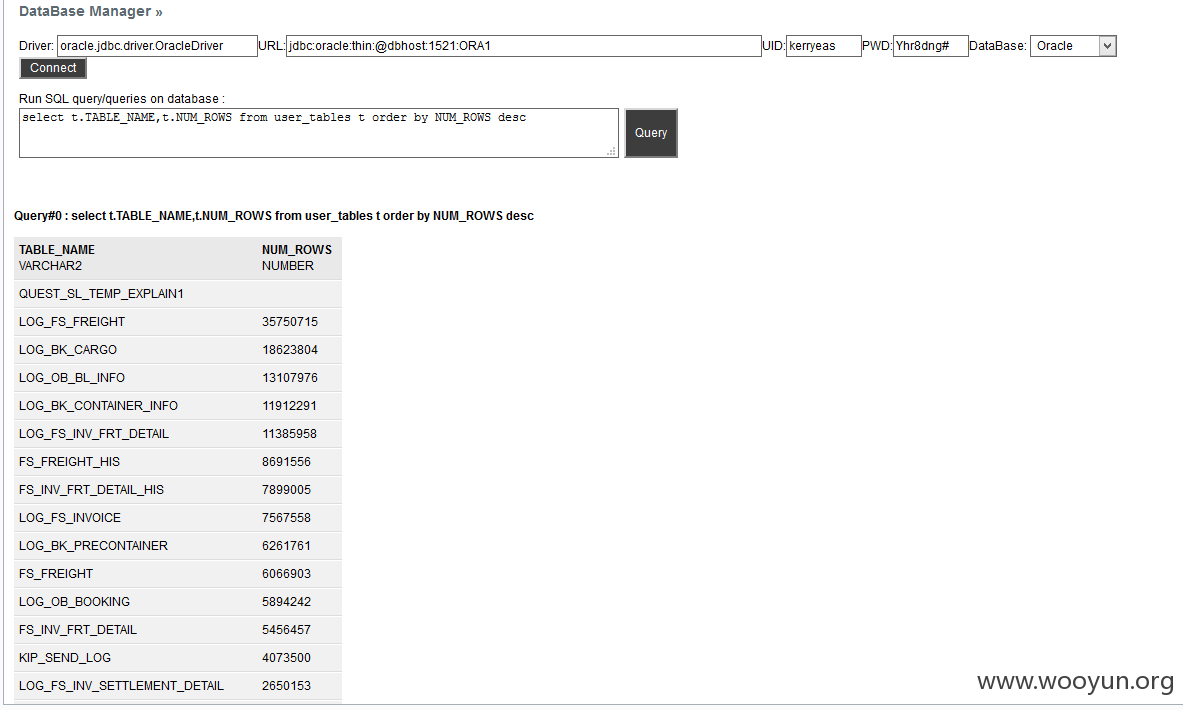 DataBase Manager »
Driver: oracle.jdbc.driver.OracleDriver URL: jdbc:oracle:thin:@dbhost:1521:ORA1 UID: kerryeas PWD: Yhr8dng# DataBase: Oracle
Connect
Run SQL query/queries on database :
select t.TABLE_NAME,t.NUM_ROWS from user_tables t order by NUM_ROWS desc
Query
Query#0 : select t.TABLE_NAME,t.NUM_ROWS from user_tables t order by NUM_ROWS desc
TABLE_NAME NUM_ROWS
VARCHAR2 NUMBER
QUEST_SL_TEMP_EXPLAIN1
LOG_FS_FREIGHT 35750715
LOG_BK_CARGO 18623804
LOG_OB_BL_INFO 13107976
LOG_BK_CONTAINER_INFO 11912291
LOG_FS_INV_FRT_DETAIL 11385958
FS_FREIGHT_HIS 8691556
FS_INV_FRT_DETAIL_HIS 7899005
LOG_FS_INVOICE 7567558
LOG_BK_PRECONTAINER 6261761
FS_FREIGHT 6066903
LOG_OB_BOOKING 5894242
FS_INV_FRT_DETAIL 5456457
KIP_SEND_LOG 4073500
LOG_FS_INV_SETTLEMENT_DETAIL 2650153
www.wooyun.org